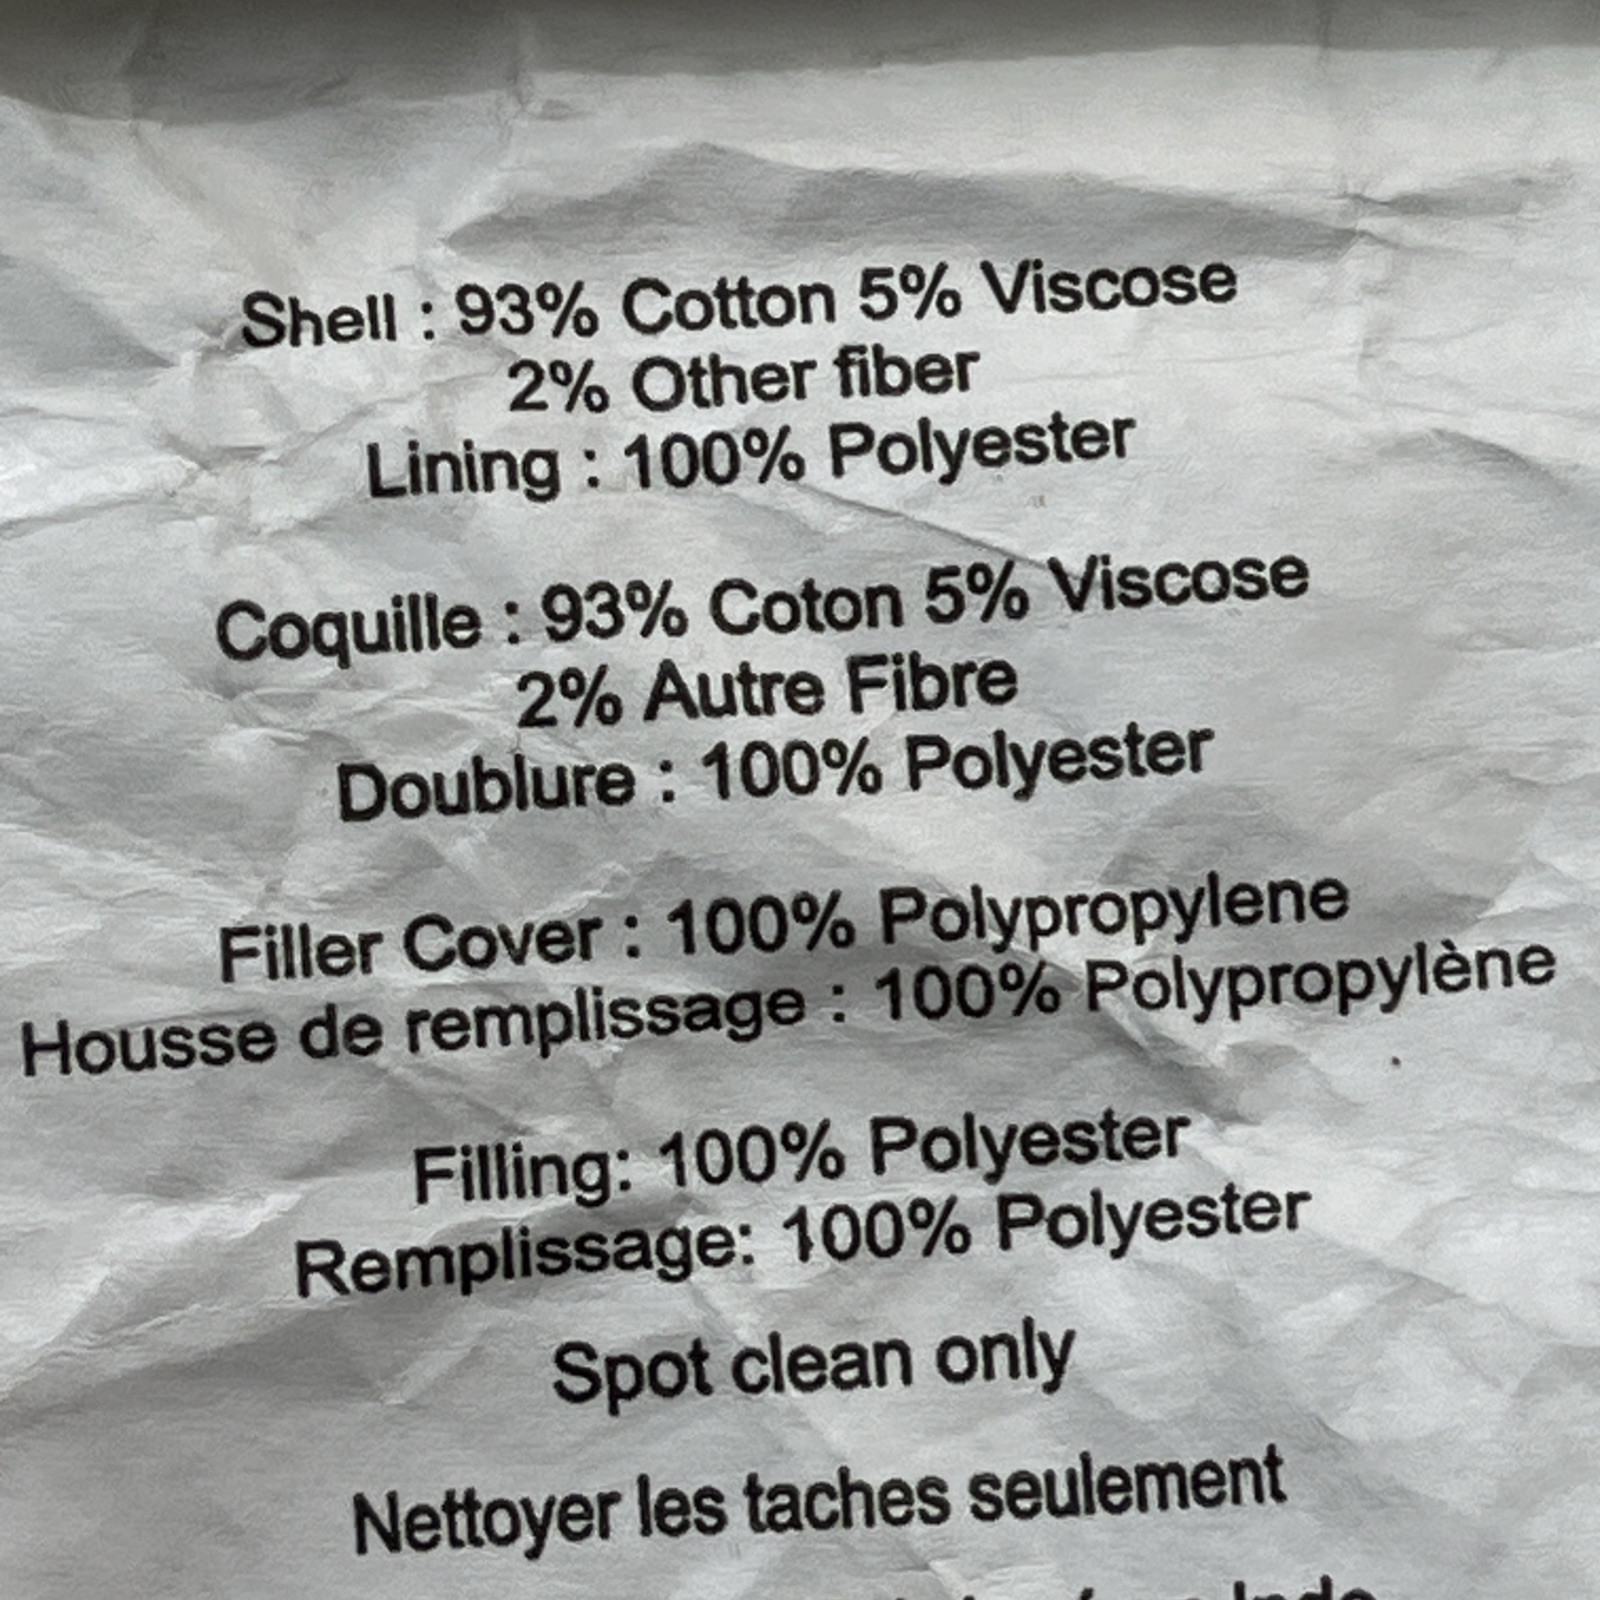 Shell : 93% Cotton 5% Viscose
2% Other fiber
Lining : 100% Polyester
Coquille : 93% Coton 5% Viscose
2% Autre Fibre
Doublure : 100% Polyester
Filler Cover : 100% Polypropylene
Housse de remplissage : 100% Polypropylène
Filling: 100% Polyester
Remplissage: 100% Polyester
Spot clean only
Nettoyer les taches seulement